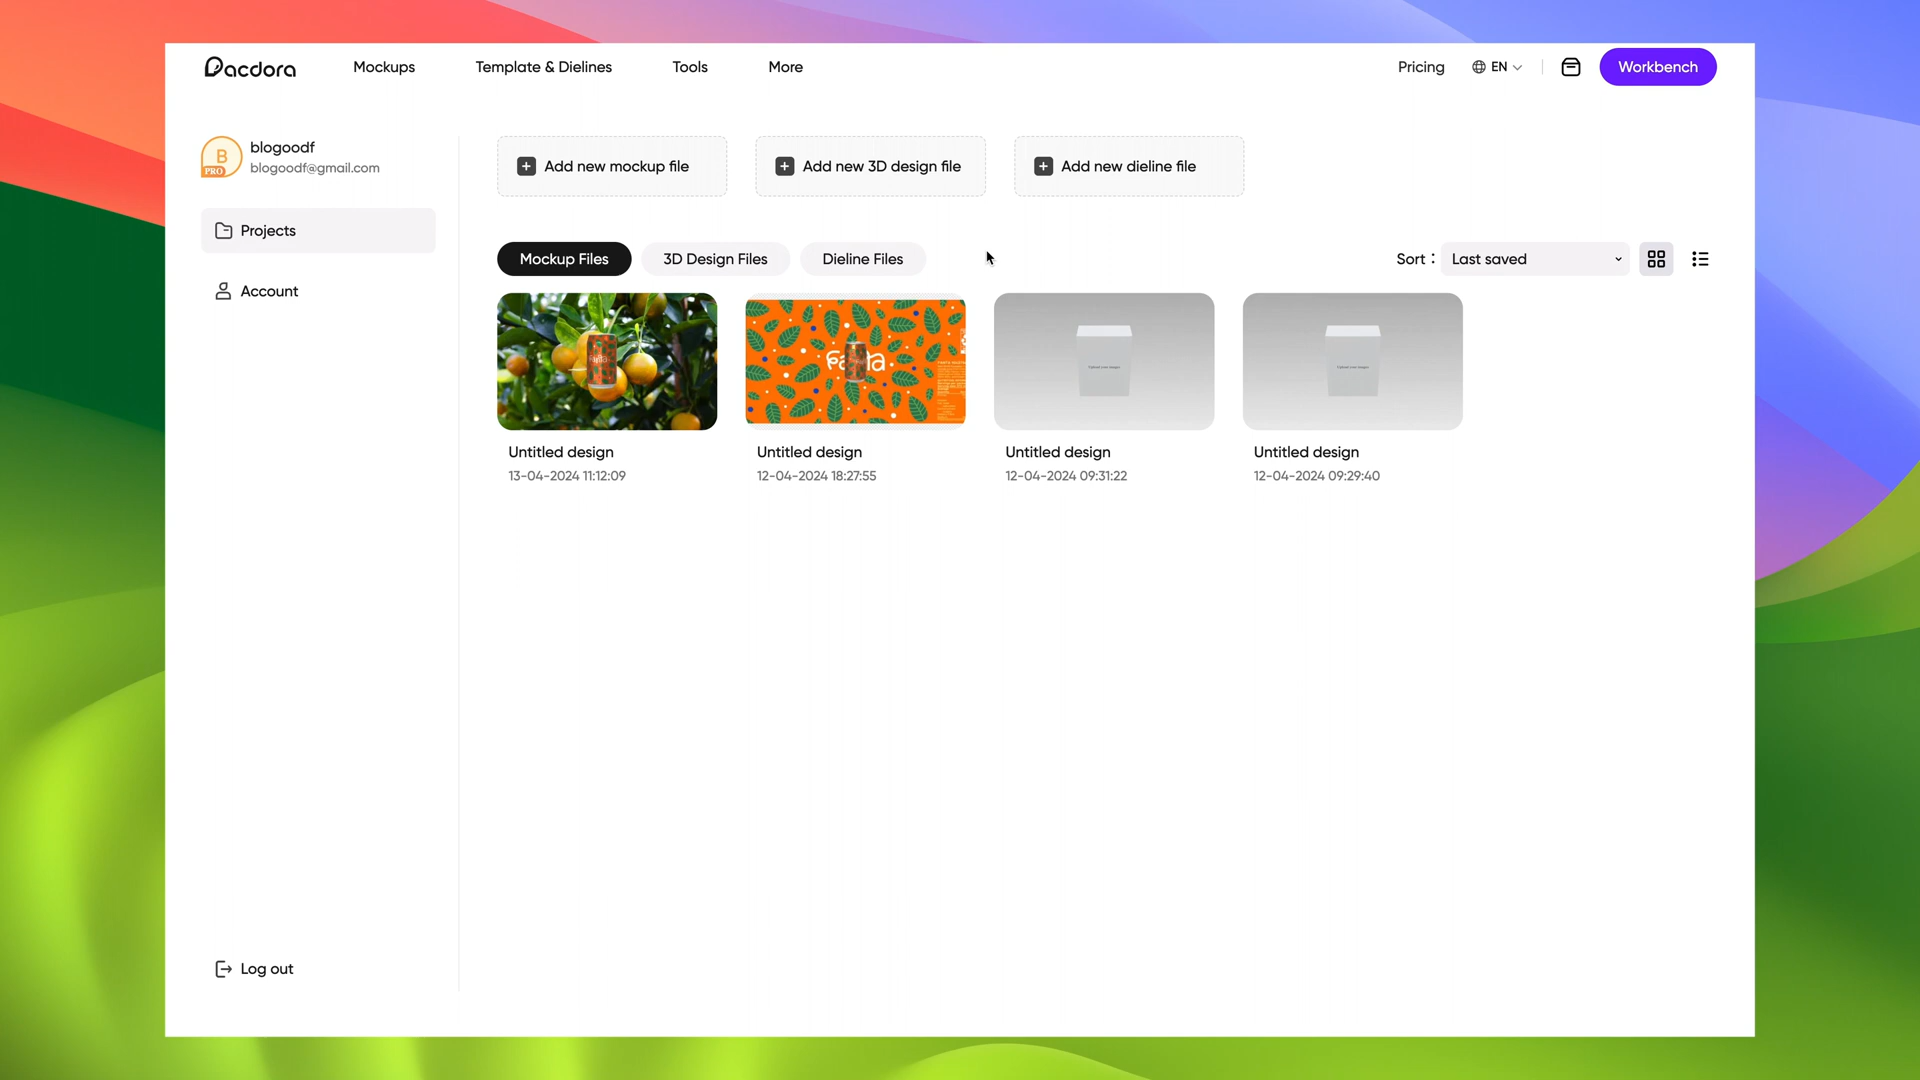 Pacdora
Mockups
Template & Dielines
Tools
More
Pricing
EN
Workbench
B
PRO
blogoodf
blogoodf@gmail.com
Projects
Account
Log out
Add new mockup file
Add new 3D design file
Add new dieline file
Mockup Files
3D Design Files
Dieline Files
Sort :
Last saved
Untitled design
13-04-2024 11:12:09
Untitled design
12-04-2024 18:27:55
Untitled design
12-04-2024 09:31:22
Untitled design
12-04-2024 09:29:40